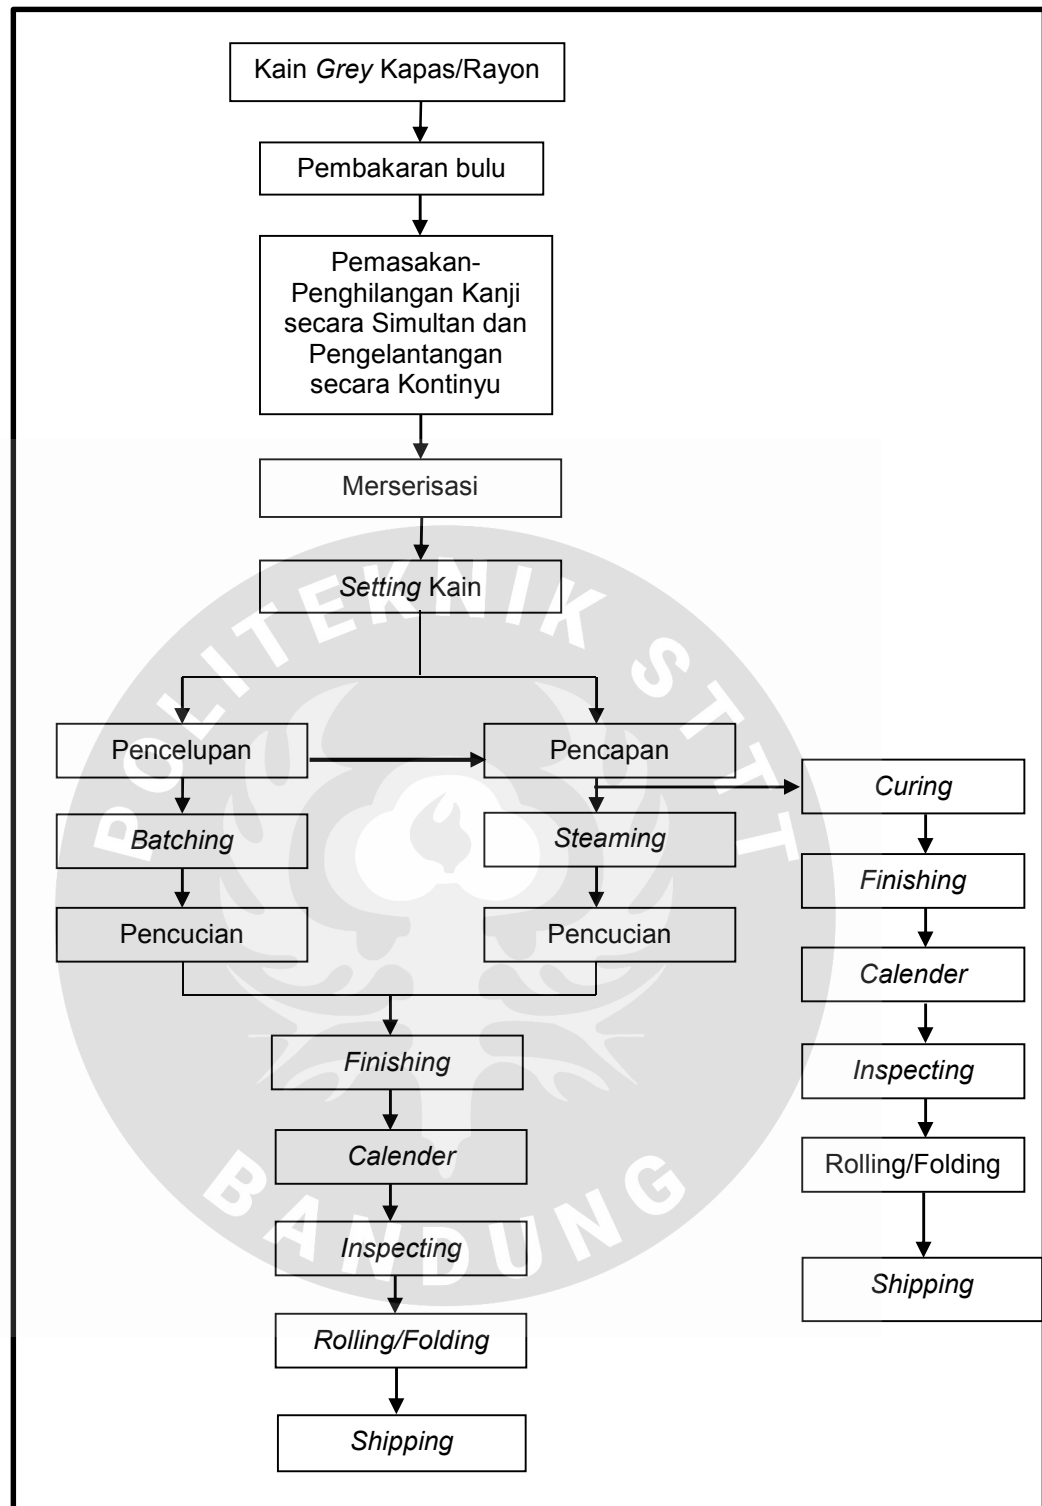 Kain Grey Kapas/Rayon
Pembakaran bulu
Pemasakan-
Penghilangan Kanji
secara Simultan dan
Pengelantangan
secara Kontinyu
Merserisasi
Setting Kain
Pencelupan
Pencapan
Curing
Batching
Steaming
Finishing
Pencucian
Pencucian
Calender
Finishing
Inspecting
Calender
Rolling/Folding
Inspecting
Shipping
Rolling/Folding
Shipping
POLITEKNIK STTT
BANDUNG